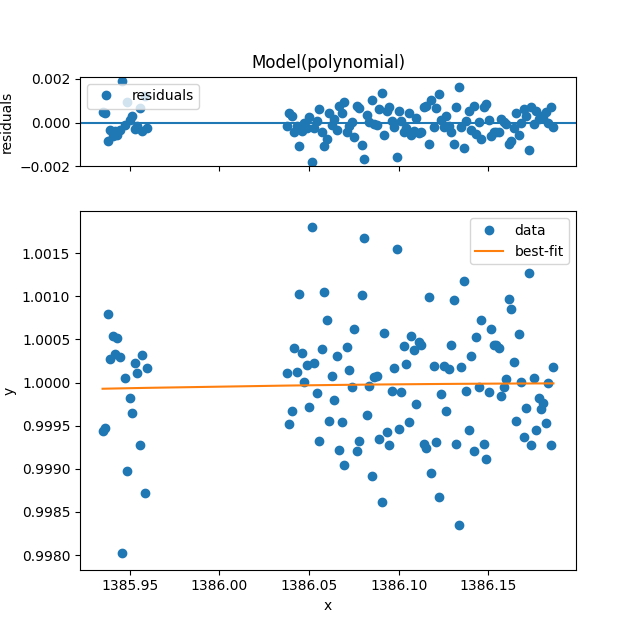 Model(polynomial)
0.002
0.000
−0.002
residuals
residuals
1.0015
1.0010
1.0005
1.0000
0.9995
0.9990
0.9985
0.9980
y
data
best-fit
1385.95 1386.00 1386.05 1386.10 1386.15
x